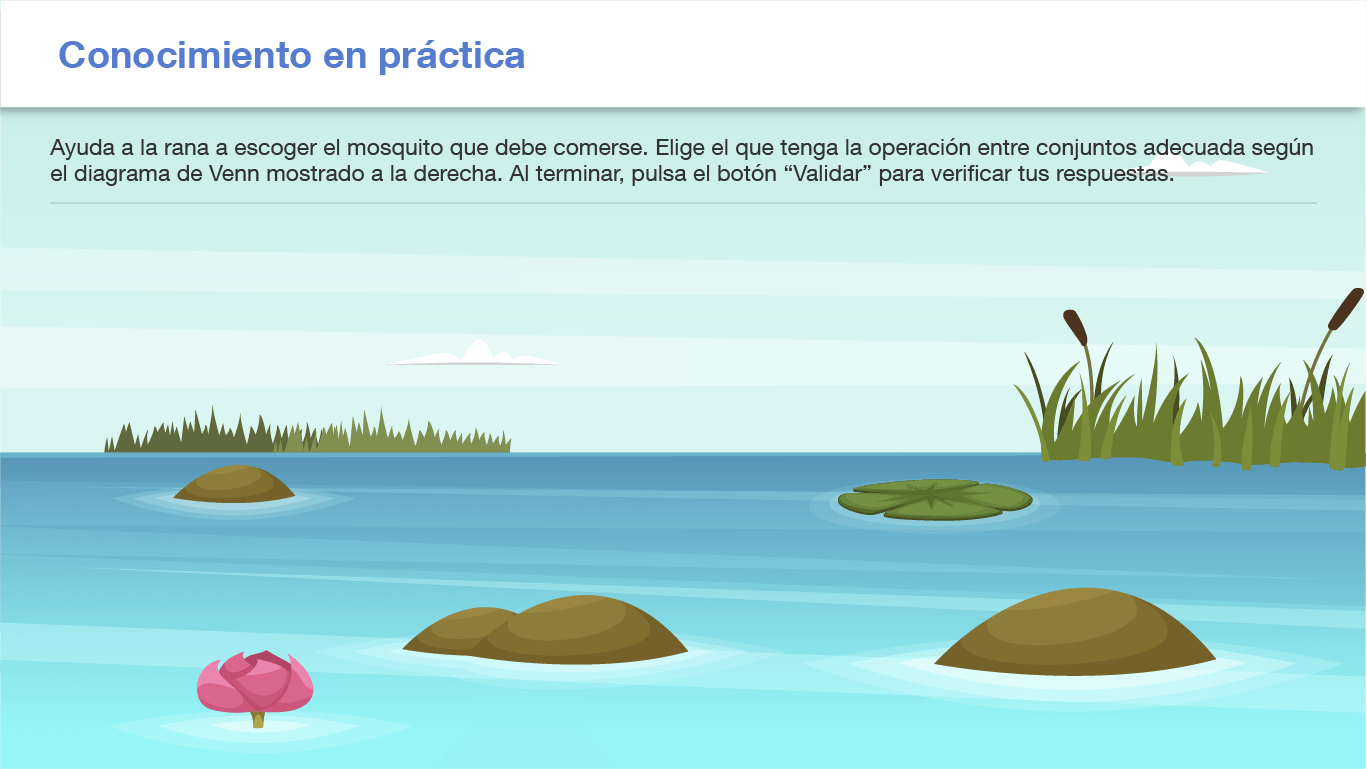 Conocimiento en práctica
Ayuda a la rana a escoger el mosquito que debe comerse. Elige el que tenga la operación entre conjuntos adecuada según
el diagrama de Venn mostrado a la derecha. Al terminar, pulsa el botón “Validar” para verificar tus respuestas.